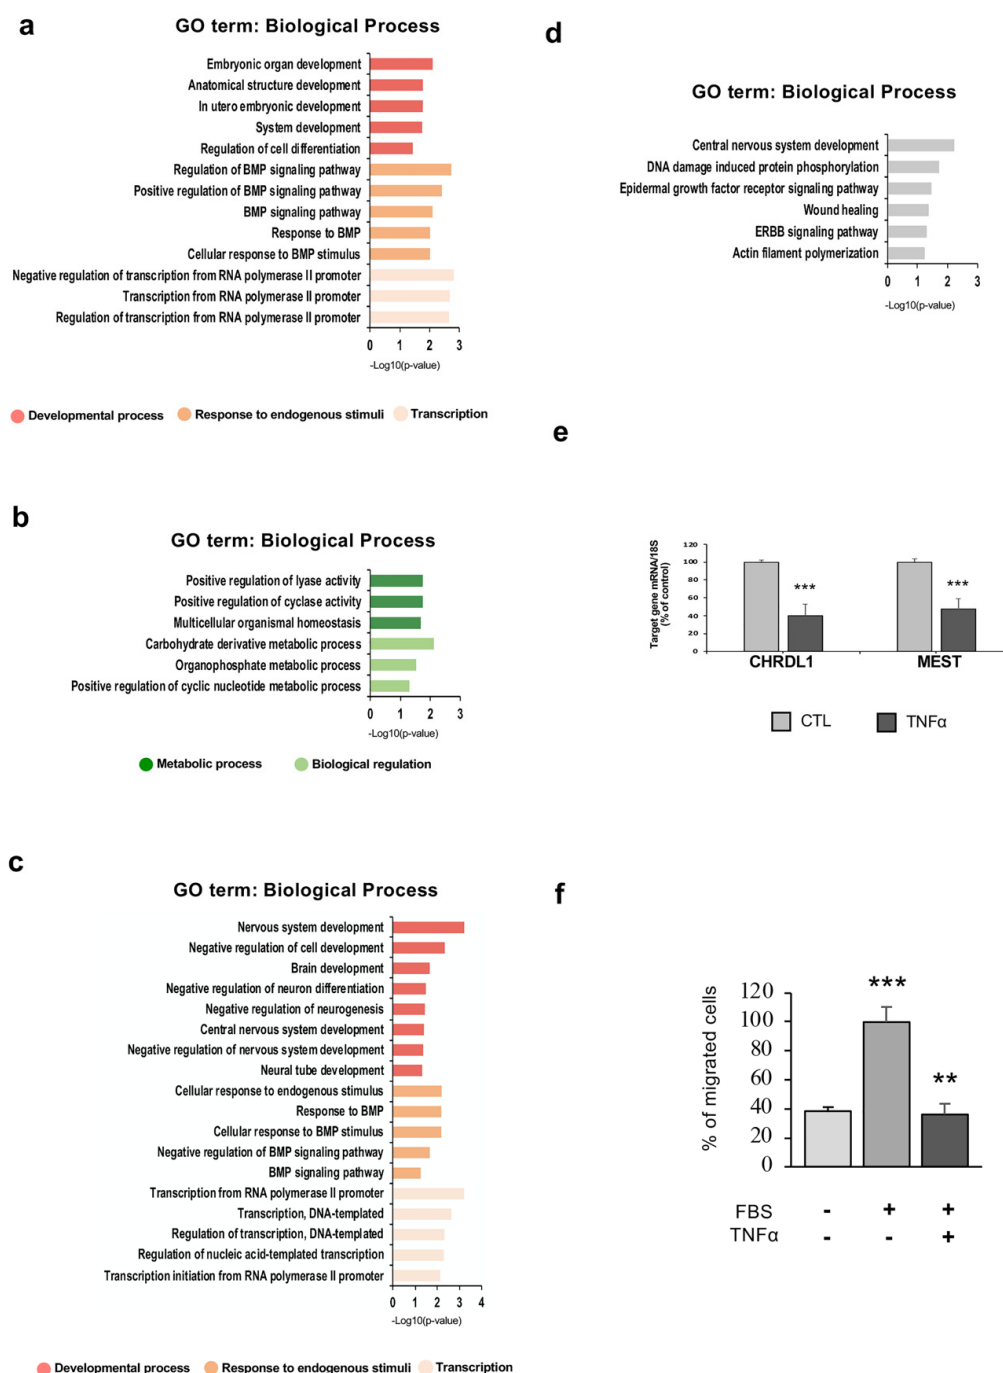 a
GO term: Biological Process
Embryonic organ development
Anatomical structure development
In utero embryonic development
System development
Regulation of cell differentiation
Regulation of BMP signaling pathway
Positive regulation of BMP signaling pathway
BMP signaling pathway
Response to BMP
Cellular response to BMP stimulus
Negative regulation of transcription from RNA polymerase II promoter
Transcription from RNA polymerase II promoter
Regulation of transcription from RNA polymerase II promoter
0 1 2 3
-Log10(p-value)
Developmental process Response to endogenous stimuli Transcription
b
GO term: Biological Process
Positive regulation of lyase activity
Positive regulation of cyclase activity
Multicellular organismal homeostasis
Carbohydrate derivative metabolic process
Organophosphate metabolic process
Positive regulation of cyclic nucleotide metabolic process
0 1 2 3
-Log10(p-value)
Metabolic process Biological regulation
c
GO term: Biological Process
Nervous system development
Negative regulation of cell development
Brain development
Negative regulation of neuron differentiation
Negative regulation of neurogenesis
Central nervous system development
Negative regulation of nervous system development
Neural tube development
Cellular response to endogenous stimulus
Response to BMP
Cellular response to BMP stimulus
Negative regulation of BMP signaling pathway
BMP signaling pathway
Transcription from RNA polymerase II promoter
Transcription, DNA-templated
Regulation of transcription, DNA-templated
Regulation of nucleic acid-templated transcription
Transcription initiation from RNA polymerase II promoter
0 1 2 3 4
-Log10(p-value)
Developmental process Response to endogenous stimuli Transcription
d
GO term: Biological Process
Central nervous system development
DNA damage induced protein phosphorylation
Epidermal growth factor receptor signaling pathway
Wound healing
ERBB signaling pathway
Actin filament polymerization
0 1 2 3
-Log10(p-value)
e
Target gene mRNA/18S
(% of control)
120
100
80
60
40
20
0
*** ***
CHRDL1 MEST
CTL TNFα
f
% of migrated cells
120
100
80
60
40
20
0
***
**
FBS - + +
TNFα - - +